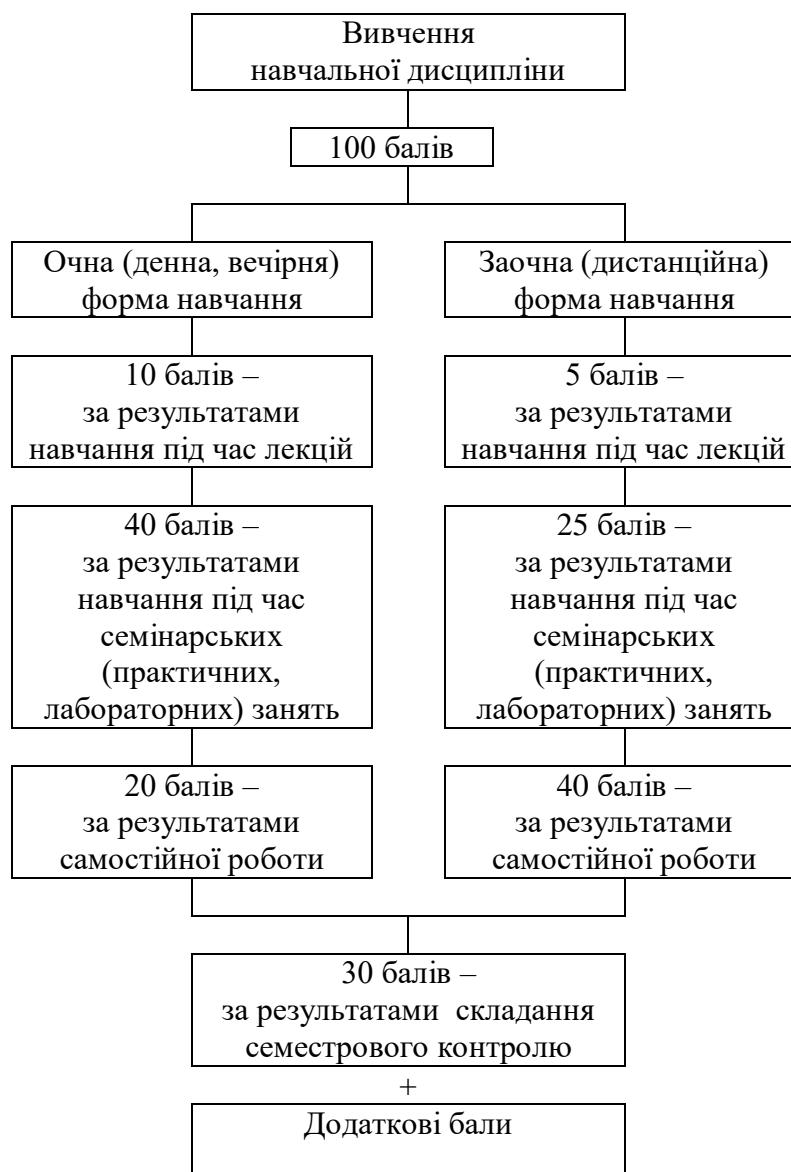 Вивчення
навчальної дисципліни
100 балів
Очна (денна, вечірня)
форма навчання
Заочна (дистанційна)
форма навчання
10 балів –
за результатами
навчання під час лекцій
5 балів –
за результатами
навчання під час лекцій
40 балів –
за результатами
навчання під час
семінарських
(практичних,
лабораторних) занять
25 балів –
за результатами
навчання під час
семінарських
(практичних,
лабораторних) занять
20 балів –
за результатами
самостійної роботи
40 балів –
за результатами
самостійної роботи
30 балів –
за результатами складання
семестрового контролю
+
Додаткові бали